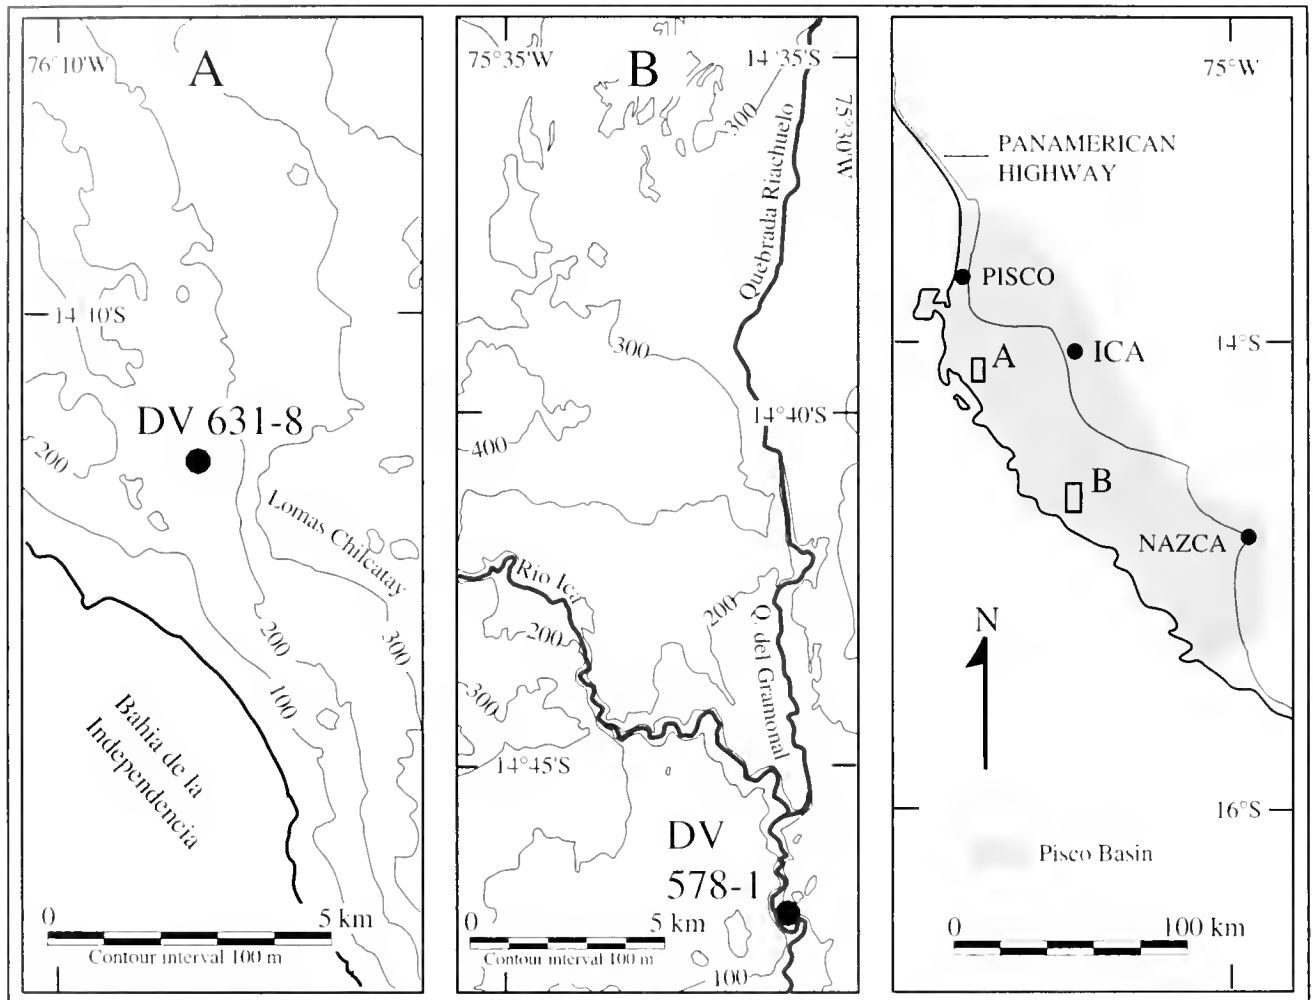 76°10'W
A
14°10'S
DV 631-8
200
Lomas Chilcatay
200
300
100
Bahia de la
Independencia
0 5 km
Contour interval 100 m
75°35'W
B
14°35'S
300
75°30'W
Quebrada Riachuelo
300
14°40'S
400
Rio Ica
200
200
Q. del Gramonal
300
14°45'S
DV
578-1
0 5 km
Contour interval 100 m
100
75°W
PANAMERICAN
HIGHWAY
PISCO
14°S
A
ICA
B
NAZCA
N
16°S
Pisco Basin
0 100 km